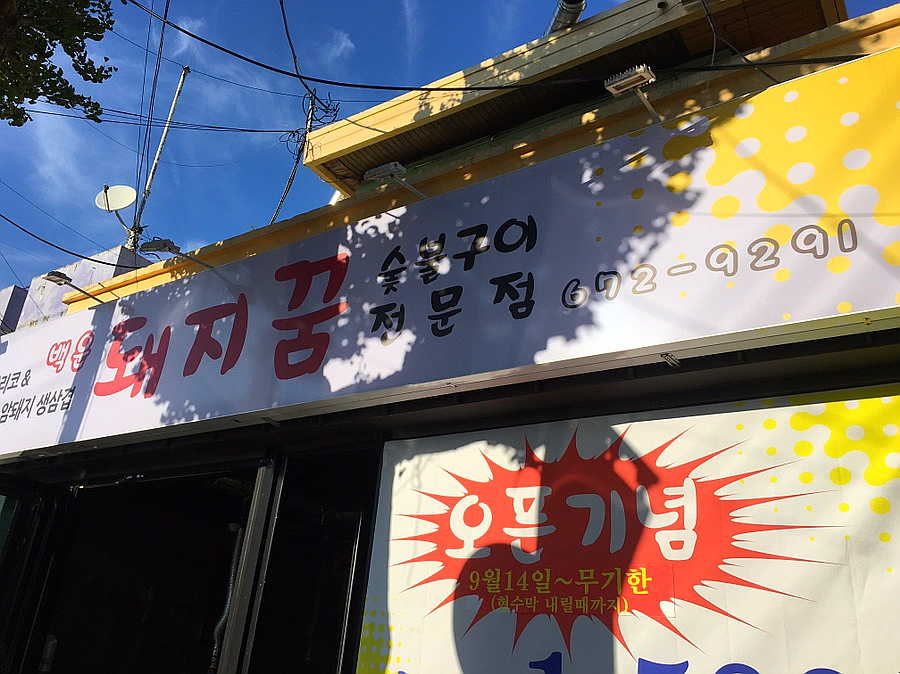 리코 &
암돼지 생삼겹
백운
돼지꿈
숯불구이
전문점
672-9291
오픈기념
9월14일~무기한
(현수막 내릴때까지)